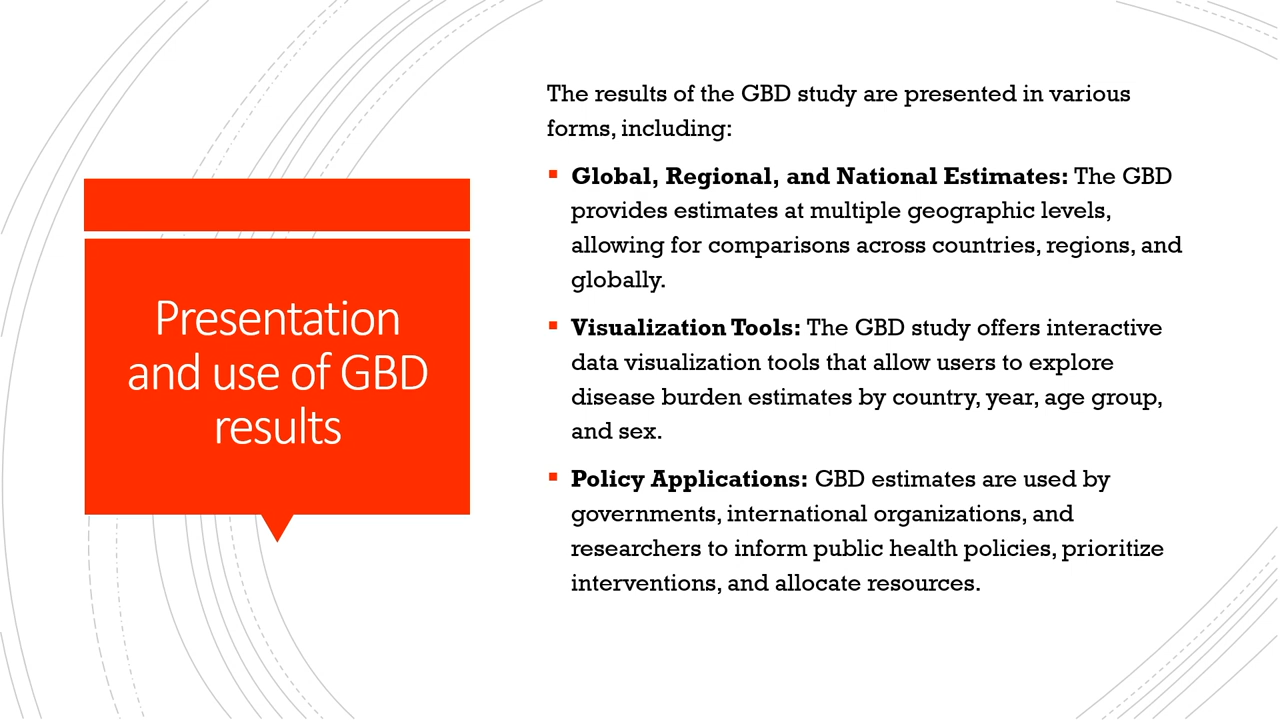 Presentation
and use of GBD
results
The results of the GBD study are presented in various
forms, including:
▪ Global, Regional, and National Estimates: The GBD
provides estimates at multiple geographic levels,
allowing for comparisons across countries, regions, and
globally.
▪ Visualization Tools: The GBD study offers interactive
data visualization tools that allow users to explore
disease burden estimates by country, year, age group,
and sex.
▪ Policy Applications: GBD estimates are used by
governments, international organizations, and
researchers to inform public health policies, prioritize
interventions, and allocate resources.